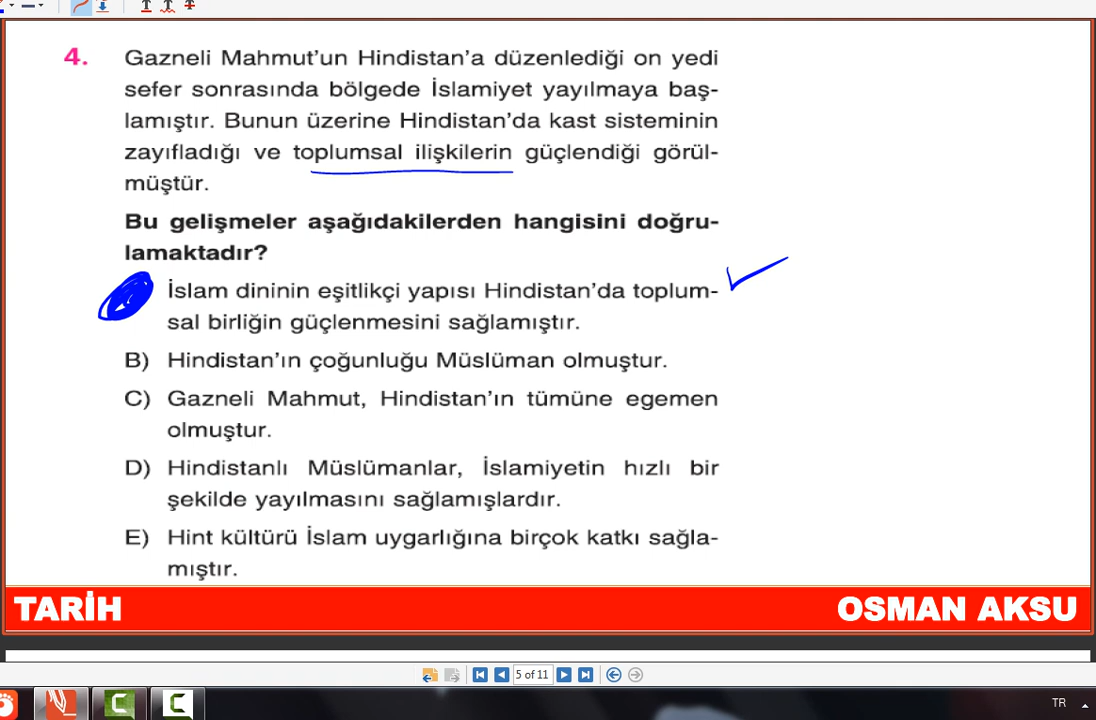 4. Gazneli Mahmut'un Hindistan'a düzenlediği on yedi
sefer sonrasında bölgede İslamiyet yayılmaya baş-
lamıştır. Bunun üzerine Hindistan'da kast sisteminin
zayıfladığı ve toplumsal ilişkilerin güçlendiği görül-
müştür.
Bu gelişmeler aşağıdakilerden hangisini doğru-
lamaktadır?
İslam dininin eşitlikçi yapısı Hindistan'da toplum-
sal birliğin güçlenmesini sağlamıştır.
B) Hindistan'ın çoğunluğu Müslüman olmuştur.
C) Gazneli Mahmut, Hindistan'ın tümüne egemen
olmuştur.
D) Hindistanlı Müslümanlar, İslamiyetin hızlı bir
şekilde yayılmasını sağlamışlardır.
E) Hint kültürü İslam uygarlığına birçok katkı sağla-
mıştır.
TARİH OSMAN AKSU
5 of 11
TR